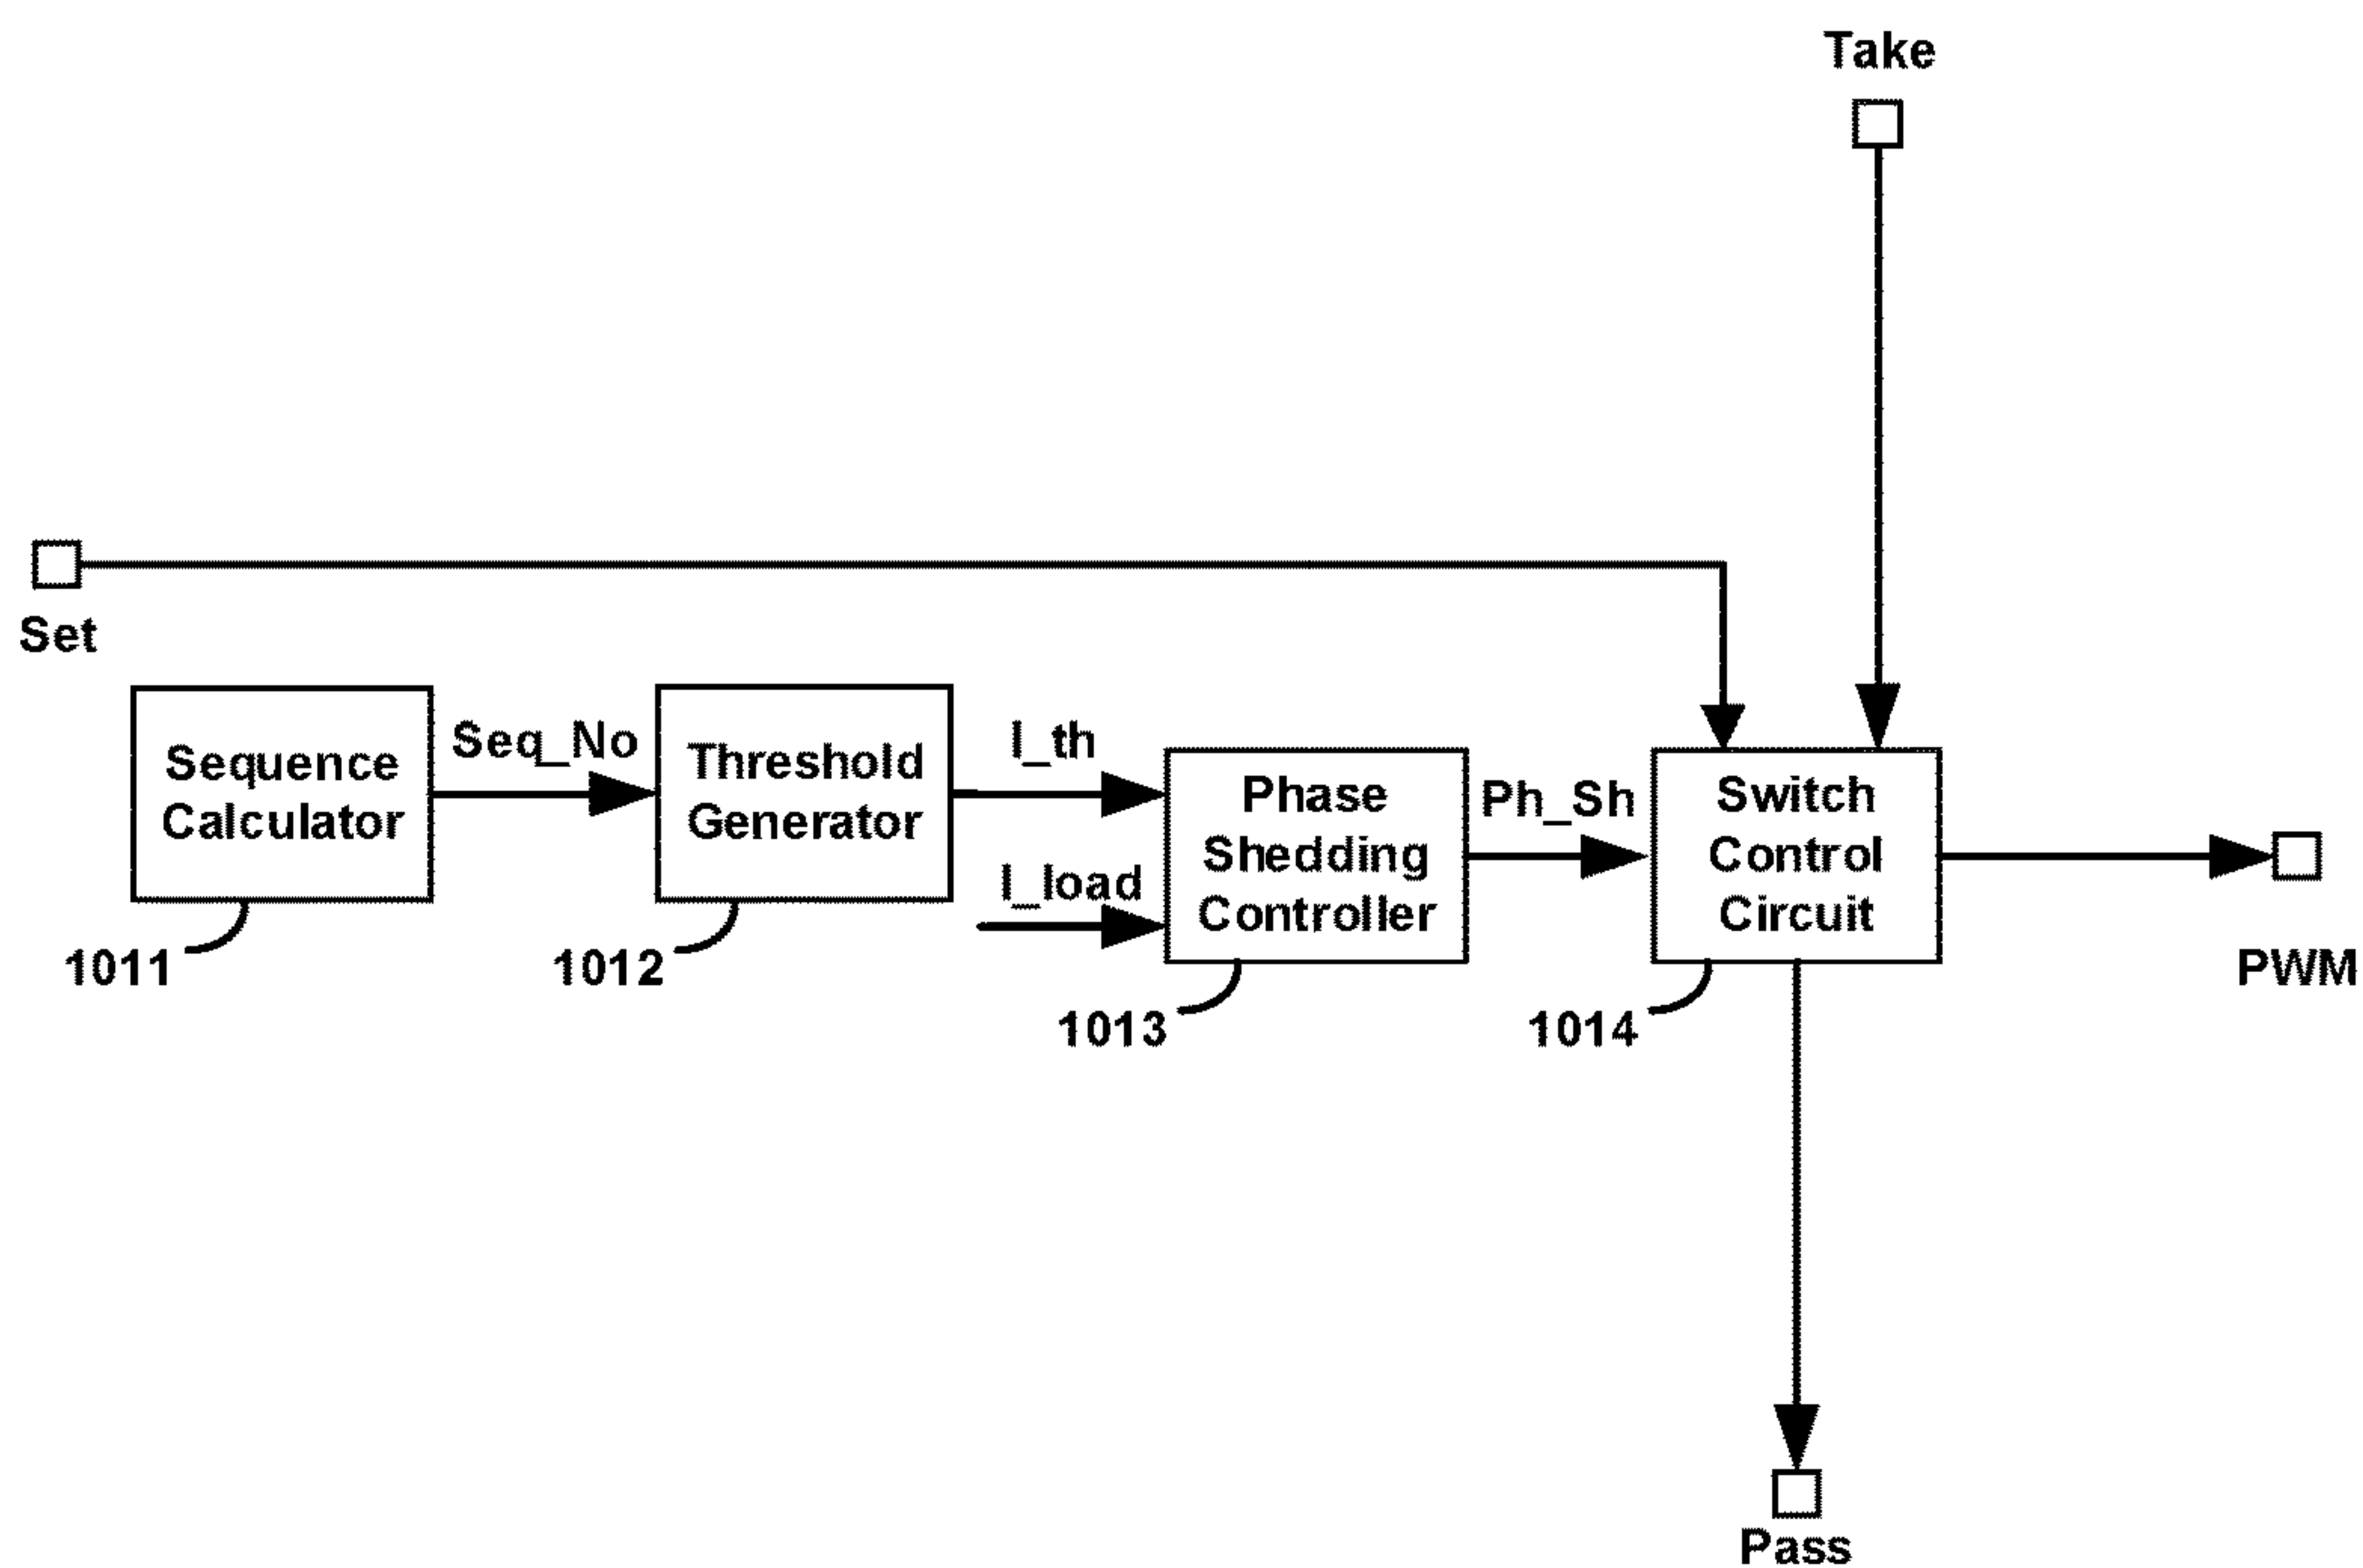 Take
Set
Sequence
Calculator
Seq_No
Threshold
Generator
I_th
I_load
Phase
Shedding
Controller
Ph_Sh
Switch
Control
Circuit
1011
1012
1013
1014
PWM
Pass